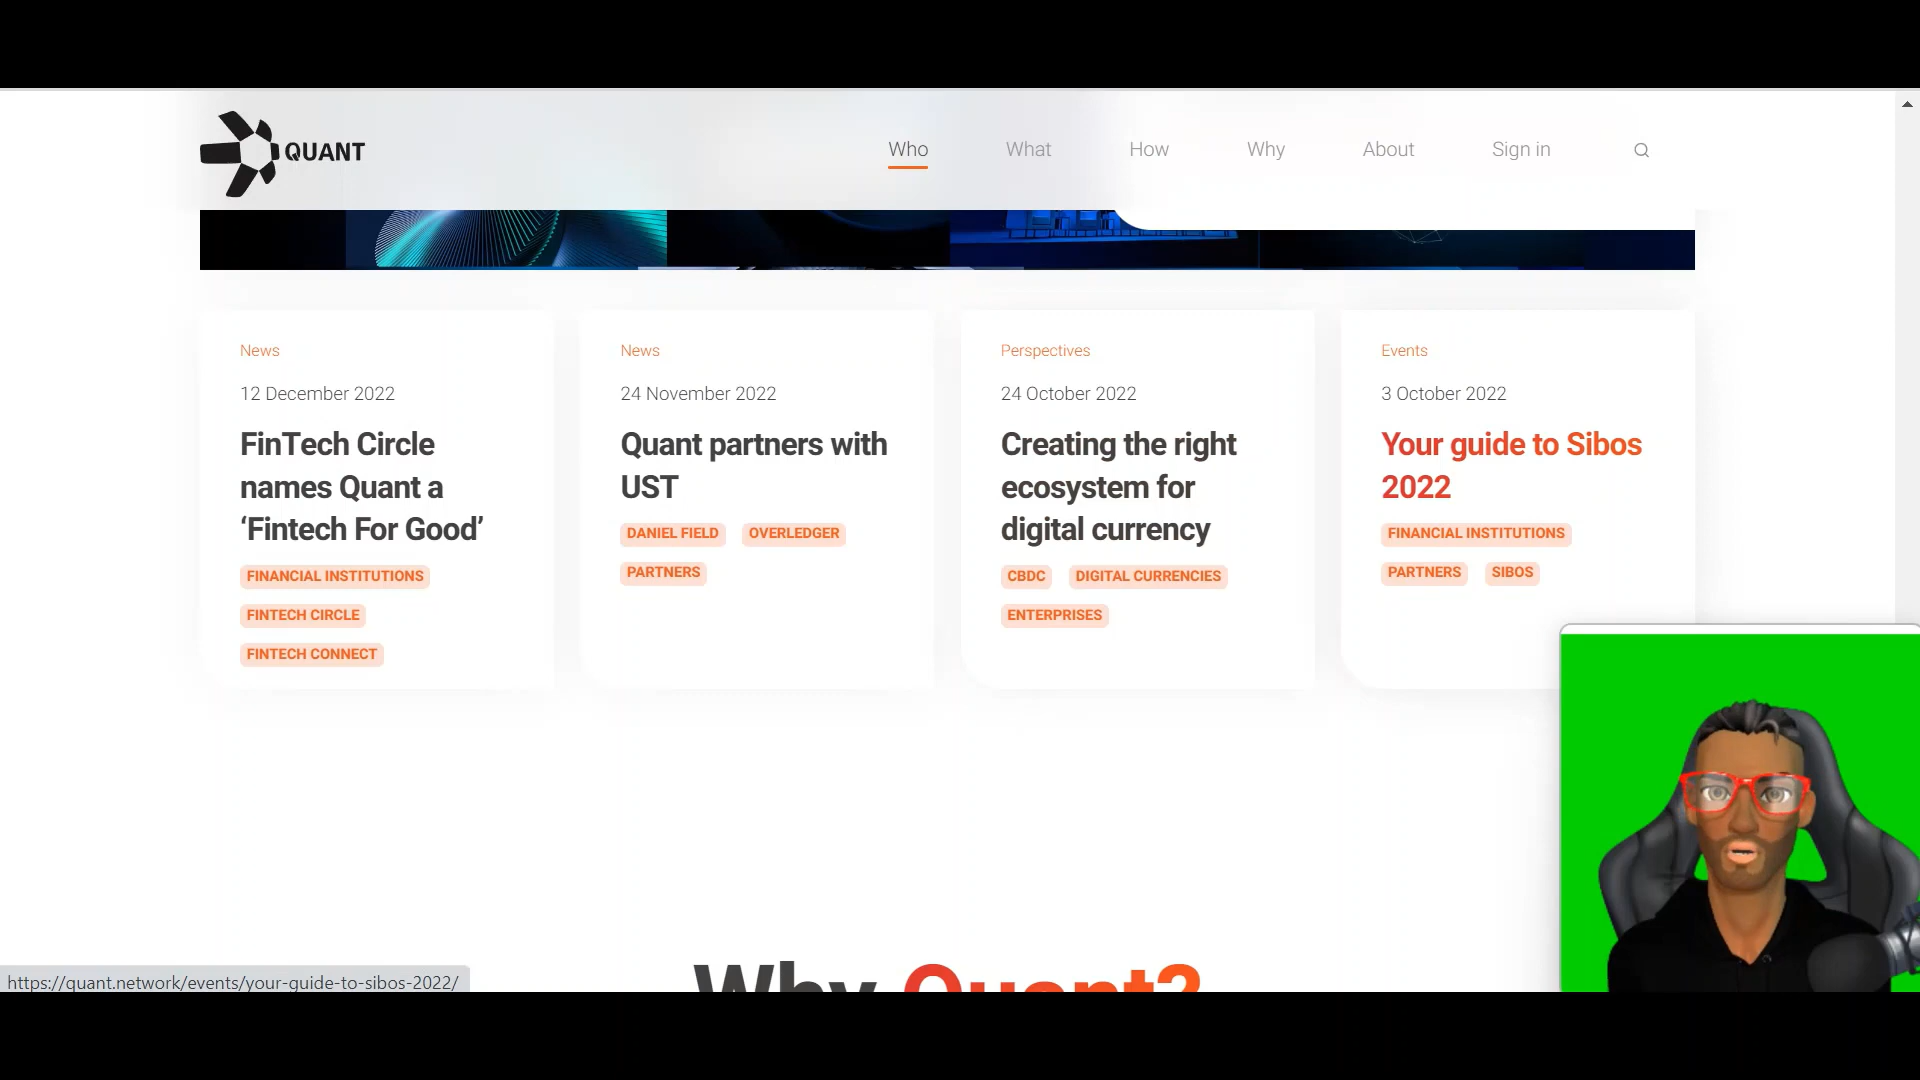 QUANT
Who
What
How
Why
About
Sign in
News
12 December 2022
FinTech Circle
names Quant a
‘Fintech For Good’
FINANCIAL INSTITUTIONS
FINTECH CIRCLE
FINTECH CONNECT
News
24 November 2022
Quant partners with
UST
DANIEL FIELD
OVERLEDGER
PARTNERS
Perspectives
24 October 2022
Creating the right
ecosystem for
digital currency
CBDC
DIGITAL CURRENCIES
ENTERPRISES
Events
3 October 2022
Your guide to Sibos
2022
FINANCIAL INSTITUTIONS
PARTNERS
SIBOS
Why Quant?
https://quant.network/events/your-guide-to-sibos-2022/